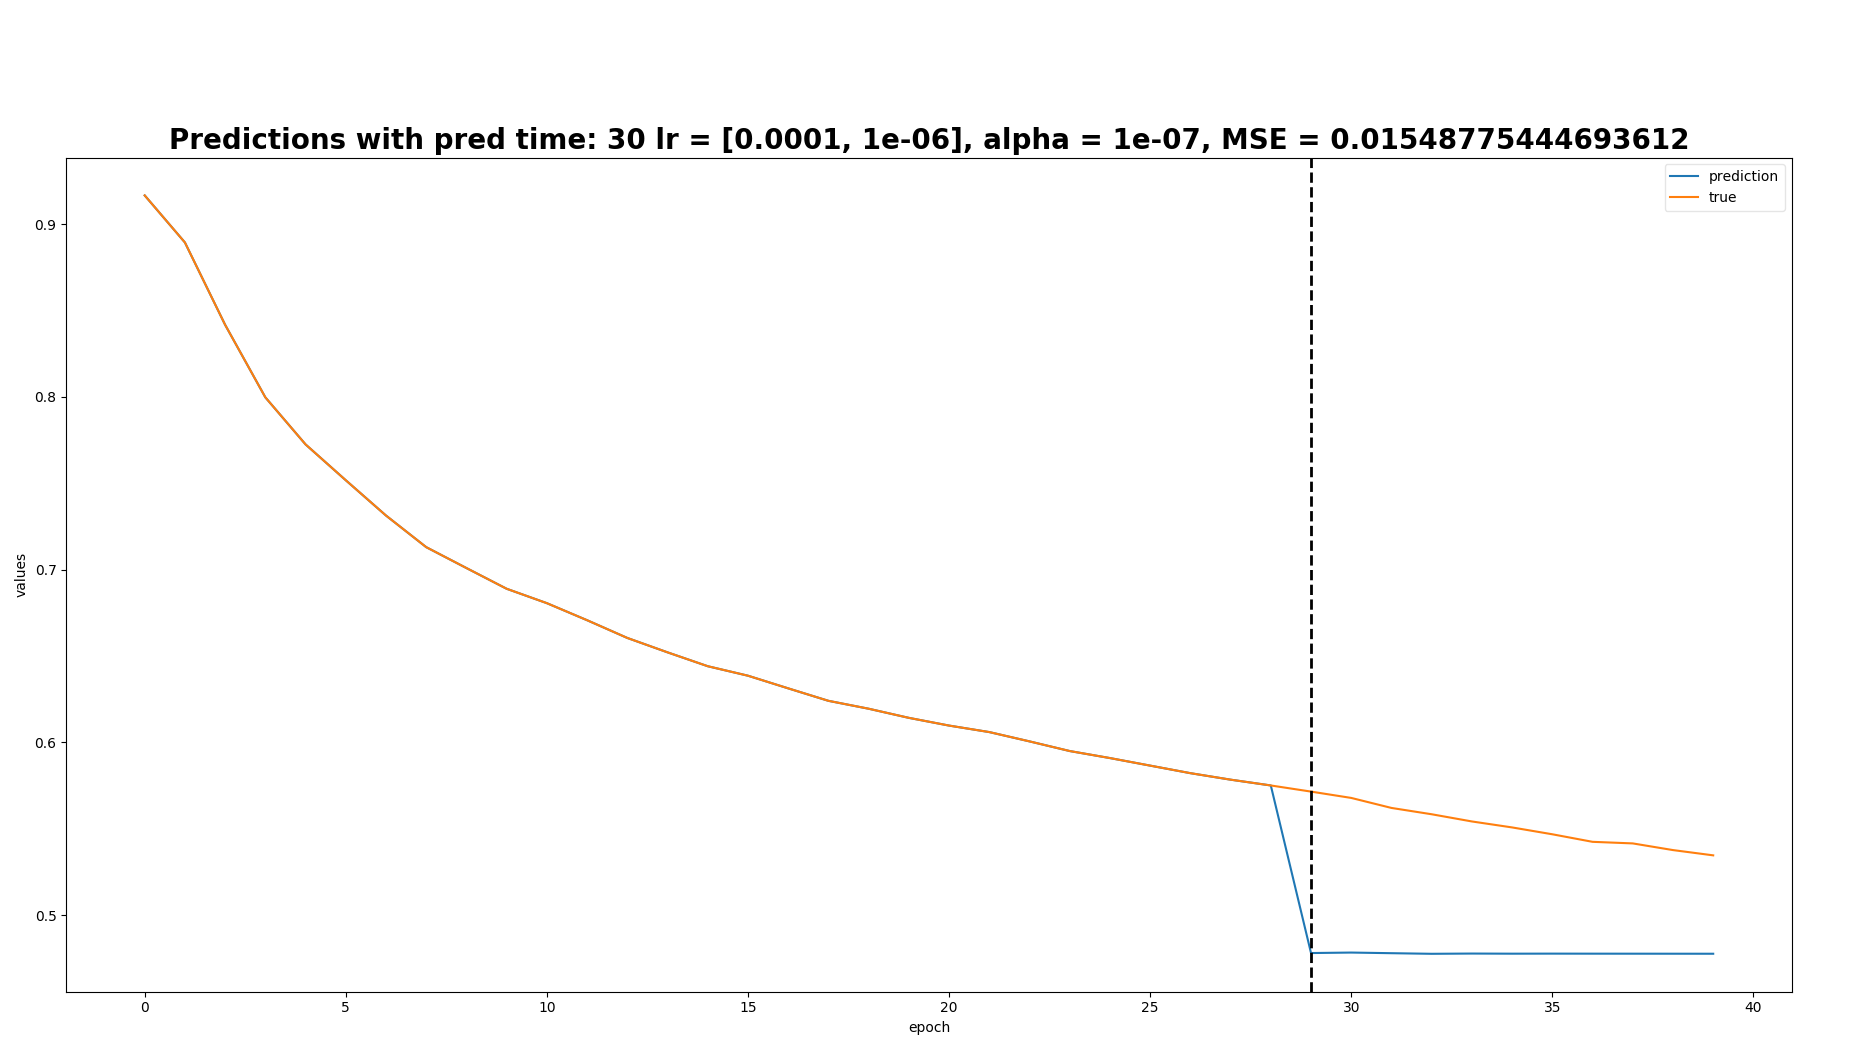 Predictions with pred time: 30 lr = [0.0001, 1e-06], alpha = 1e-07, MSE = 0.01548775444693612
prediction
true
0.9
0.8
0.7
0.6
0.5
values
0 5 10 15 20 25 30 35 40
epoch